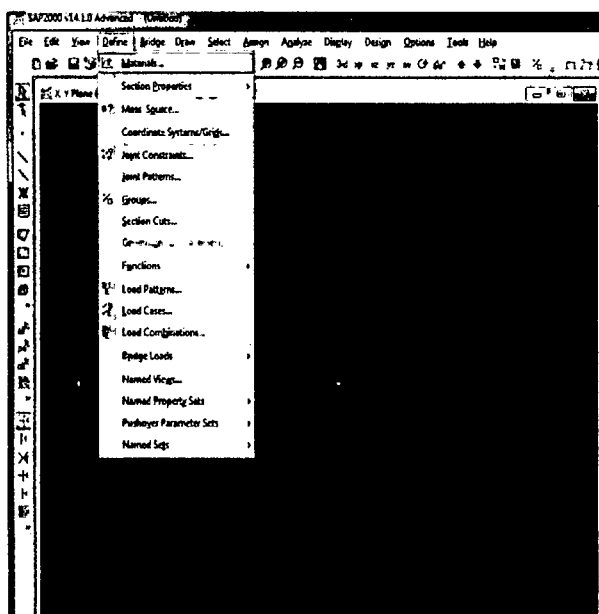 SAP2000 v14.1.0 Advanced - (Untitled)
File Edit View Define Bridge Draw Select Assign Analyze Display Design Options Tools Help
Materials...
X Y Plane
Section Properties
Mass Source...
Coordinate Systems/Grids...
Joint Constraints...
Joint Patterns...
Groups...
Section Cuts...
Functions
Load Patterns...
Load Cases...
Load Combinations...
Bridge Loads
Named Views...
Named Property Sets
Pushover Parameter Sets
Named Sets